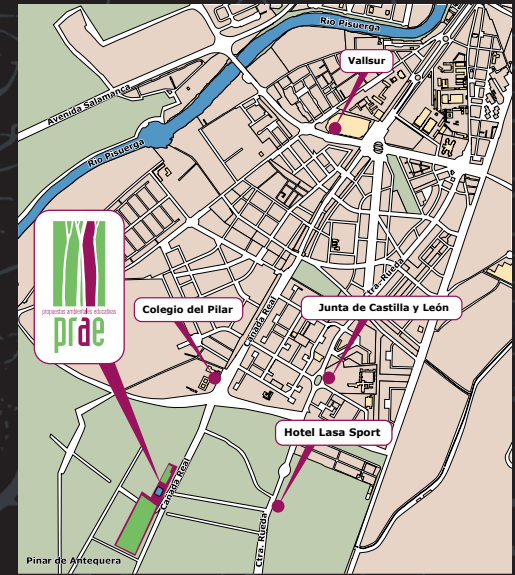 Río Pisuerga
Vallsur
Avenida Salamanca
Río Pisuerga
propuestas ambientales educativas
prae
Colegio del Pilar
Cañada Real
Ctra. Rueda
Junta de Castilla y León
Hotel Lasa Sport
Cañada Real
Ctra. Rueda
Pinar de Antequera